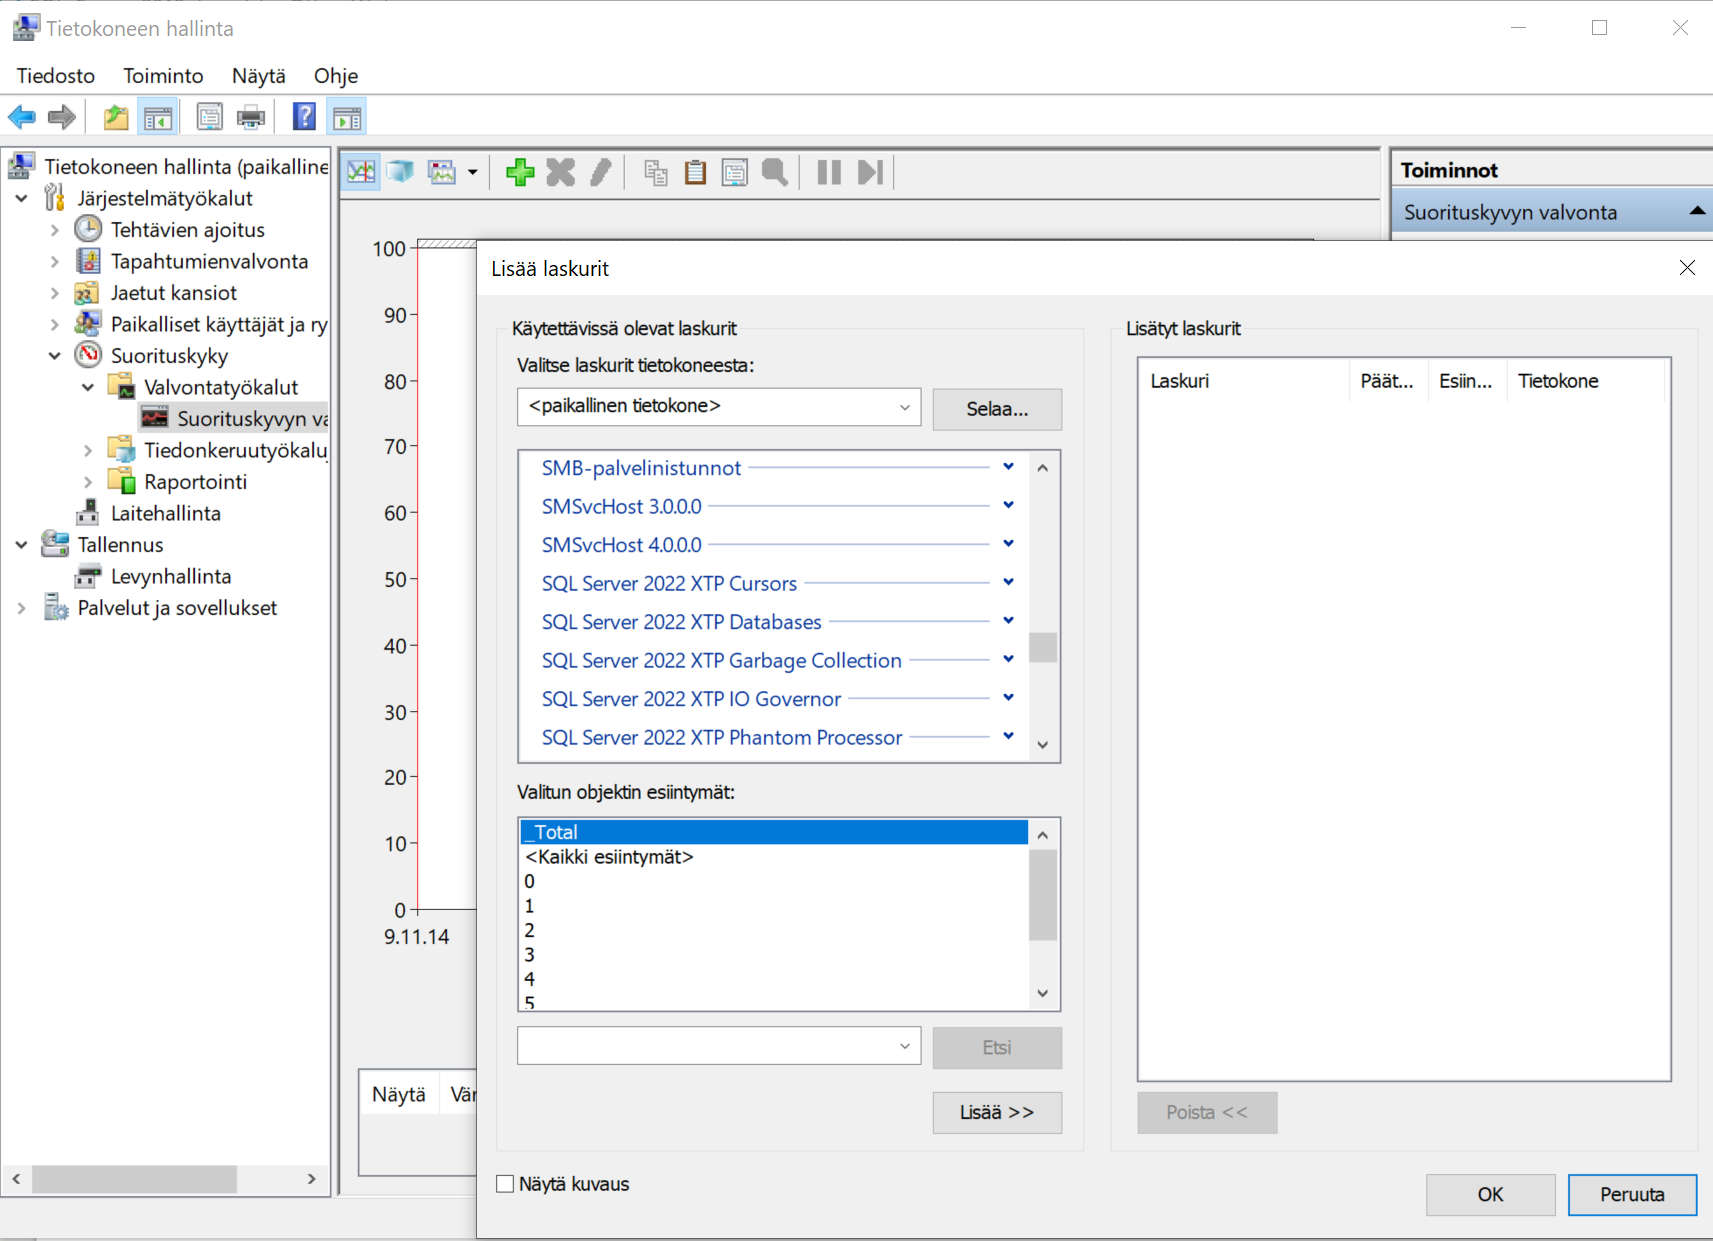 Tietokoneen hallinta
Tiedosto Toiminto Näytä Ohje
Tietokoneen hallinta (paikalline
Järjestelmätyökalut
Tehtävien ajoitus
Tapahtumienvalvonta
Jaetut kansiot
Paikalliset käyttäjät ja ry
Suorituskyky
Valvontatyökalut
Suorituskyvyn va
Tiedonkeruutyökalu
Raportointi
Laitehallinta
Tallennus
Levynhallinta
Palvelut ja sovellukset
100
90
80
70
60
50
40
30
20
10
0
9.11.14
Näytä Vär
Toiminnot
Suorituskyvyn valvonta
Lisää laskurit
Käytettävissä olevat laskurit
Valitse laskurit tietokoneesta:
<paikallinen tietokone>
Selaa...
SMB-palvelinistunnot
SMSvcHost 3.0.0.0
SMSvcHost 4.0.0.0
SQL Server 2022 XTP Cursors
SQL Server 2022 XTP Databases
SQL Server 2022 XTP Garbage Collection
SQL Server 2022 XTP IO Governor
SQL Server 2022 XTP Phantom Processor
Valitun objektin esiintymät:
_Total
<Kaikki esiintymät>
0
1
2
3
4
5
Etsi
Lisää >>
Näytä kuvaus
Lisätyt laskurit
Laskuri Päät... Esiin... Tietokone
Poista <<
OK Peruuta